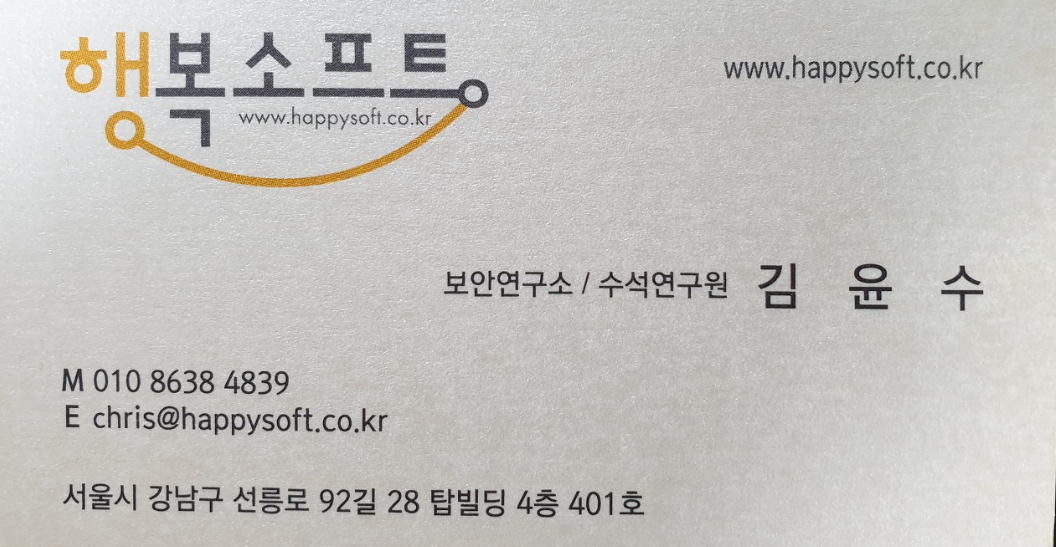 행복소프트
www.happysoft.co.kr
www.happysoft.co.kr
보안연구소 / 수석연구원 김 윤 수
M 010 8638 4839
E chris@happysoft.co.kr
서울시 강남구 선릉로 92길 28 탑빌딩 4층 401호